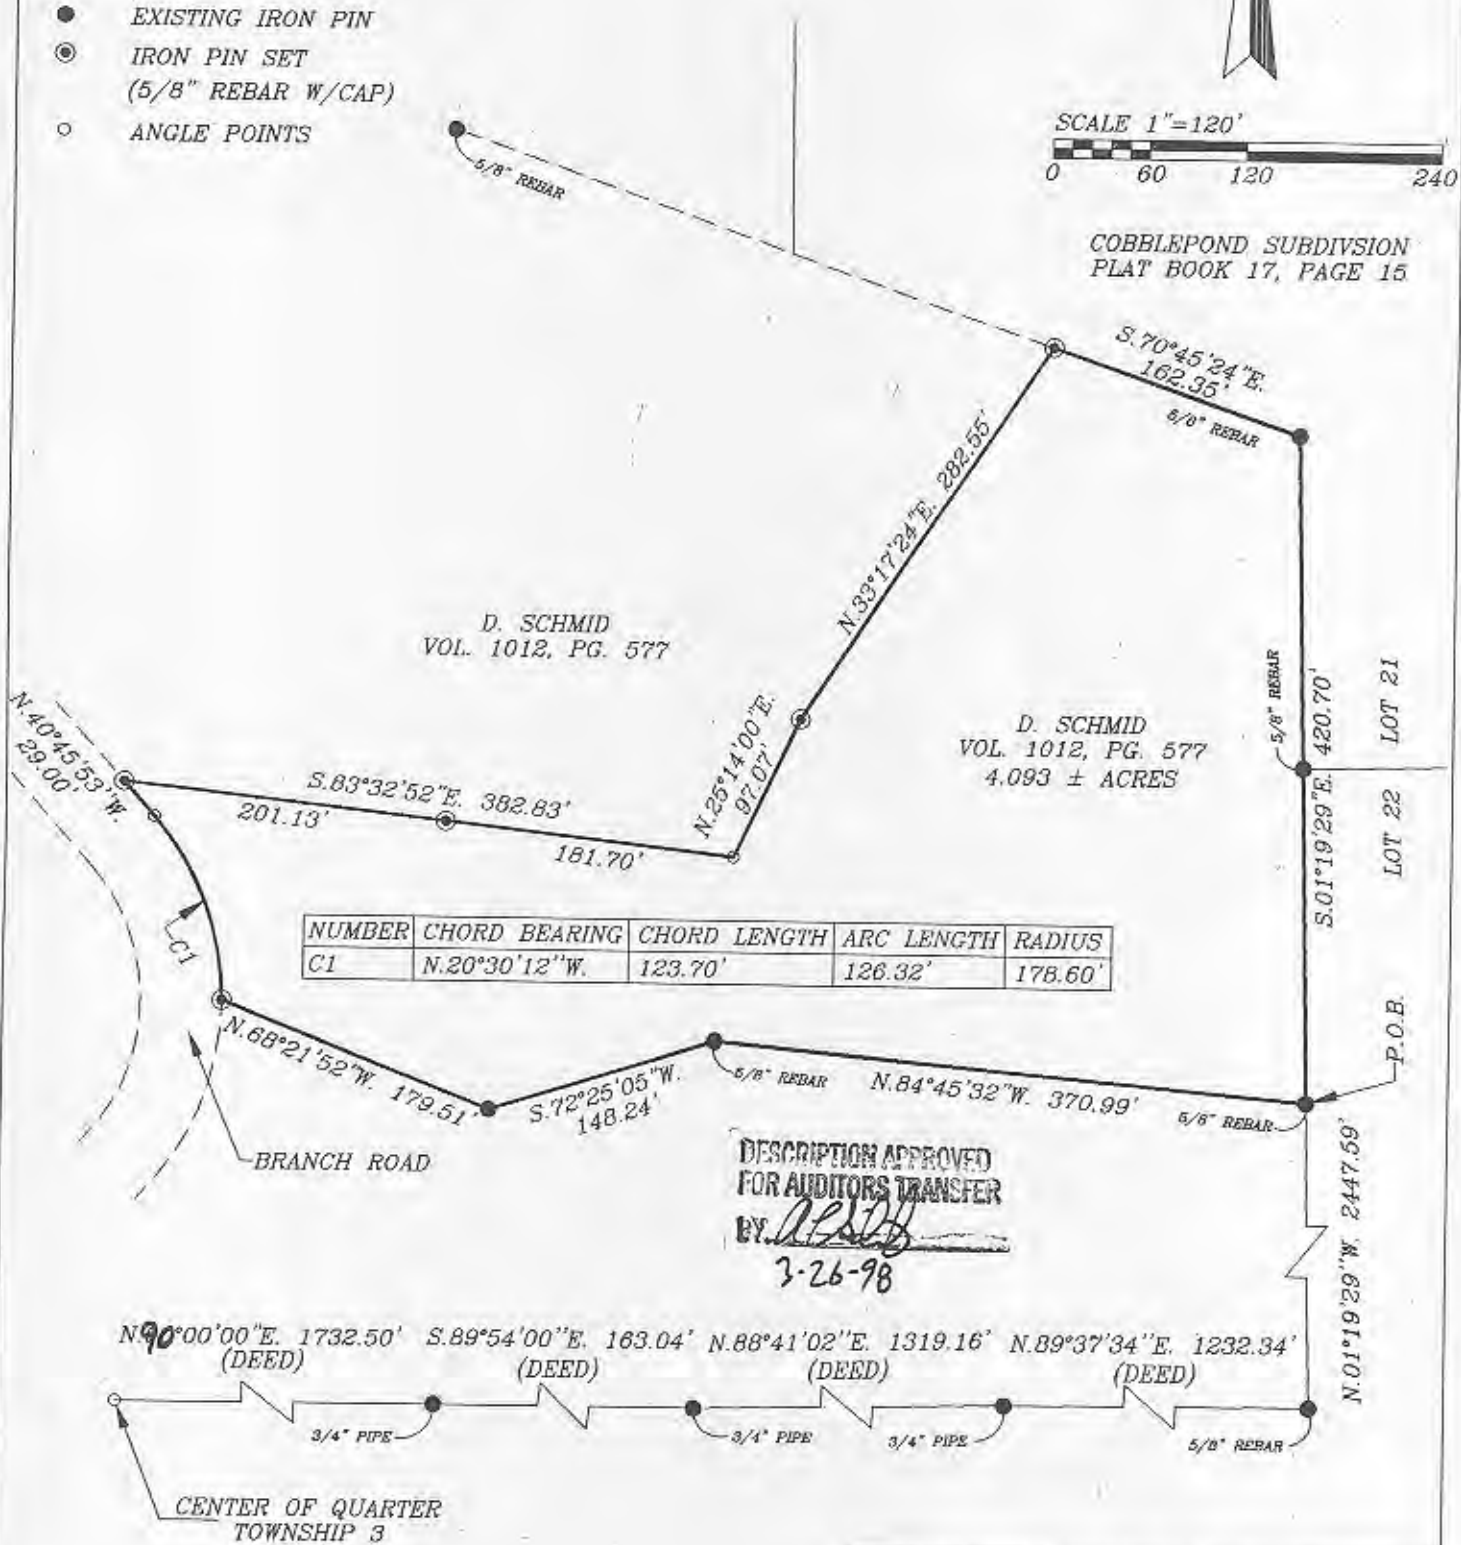 EXISTING IRON PIN
IRON PIN SET
(5/8" REBAR W/CAP)
ANGLE POINTS
SCALE 1"=120'
0 60 120 240
COBBLEPOND SUBDIVSION
PLAT BOOK 17, PAGE 15
5/8" REBAR
S.70°45'24"E.
162.35'
5/8" REBAR
N.33°17'24"E. 282.55'
D. SCHMID
VOL. 1012, PG. 577
N.25°14'00"E.
97.07'
D. SCHMID
VOL. 1012, PG. 577
4.093 ± ACRES
5/8" REBAR
S.01°19'29"E. 420.70'
LOT 21
LOT 22
N.40°45'53"W.
29.00'
S.83°32'52"E. 382.83'
201.13'
181.70'
C1
NUMBER CHORD BEARING CHORD LENGTH ARC LENGTH RADIUS
C1 N.20°30'12"W. 123.70' 126.32' 178.60'
P.O.B.
N.68°21'52"W. 179.51'
S.72°25'05"W.
148.24'
5/8" REBAR
N.84°45'32"W. 370.99'
5/8" REBAR
BRANCH ROAD
DESCRIPTION APPROVED
FOR AUDITORS TRANSFER
BY.
3-26-98
N.01°19'29"W. 2447.59'
N.90°00'00"E. 1732.50' S.89°54'00"E. 163.04' N.88°41'02"E. 1319.16' N.89°37'34"E. 1232.34'
(DEED) (DEED) (DEED) (DEED)
3/4" PIPE 3/4" PIPE 3/4" PIPE 5/8" REBAR
CENTER OF QUARTER
TOWNSHIP 3